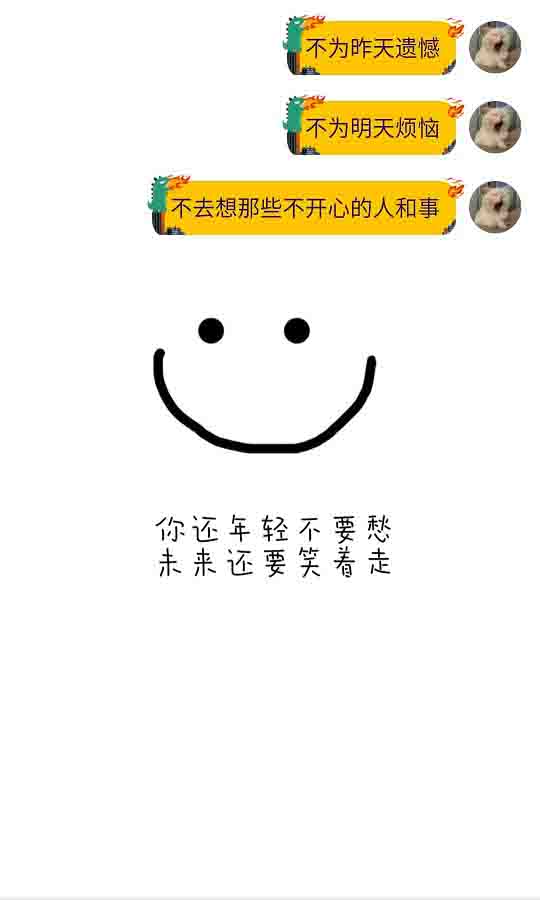 不为昨天遗憾
不为明天烦恼
不去想那些不开心的人和事
你还年轻不要愁
未来还要笑着走